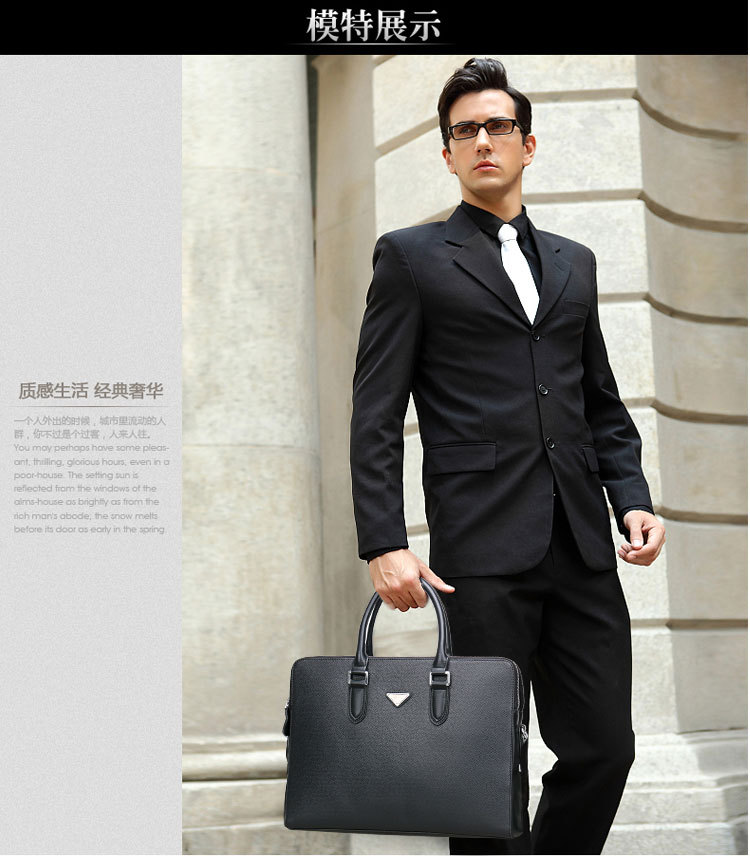 模特展示
质感生活 经典奢华
一个人外出的时候，城市里流动的人
群，你不过是个过客，人来人往。
You may perhaps have some pleas-
ant, thrilling, glorious hours, even in a
poor-house. The setting sun is
reflected from the windows of the
alms-house as brightly as from the
rich man's abode; the snow melts
before its door as early in the spring.